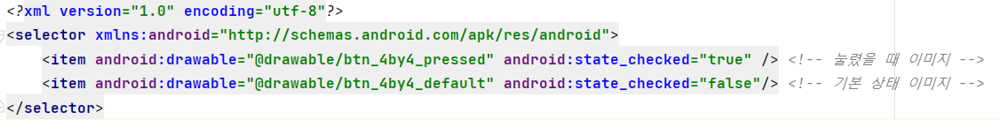 <?xml version="1.0" encoding="utf-8"?>
<selector xmlns:android="http://schemas.android.com/apk/res/android">
    <item android:drawable="@drawable/btn_4by4_pressed" android:state_checked="true" /> <!-- 눌렸을 때 이미지 -->
    <item android:drawable="@drawable/btn_4by4_default" android:state_checked="false"/> <!-- 기본 상태 이미지 -->
</selector>